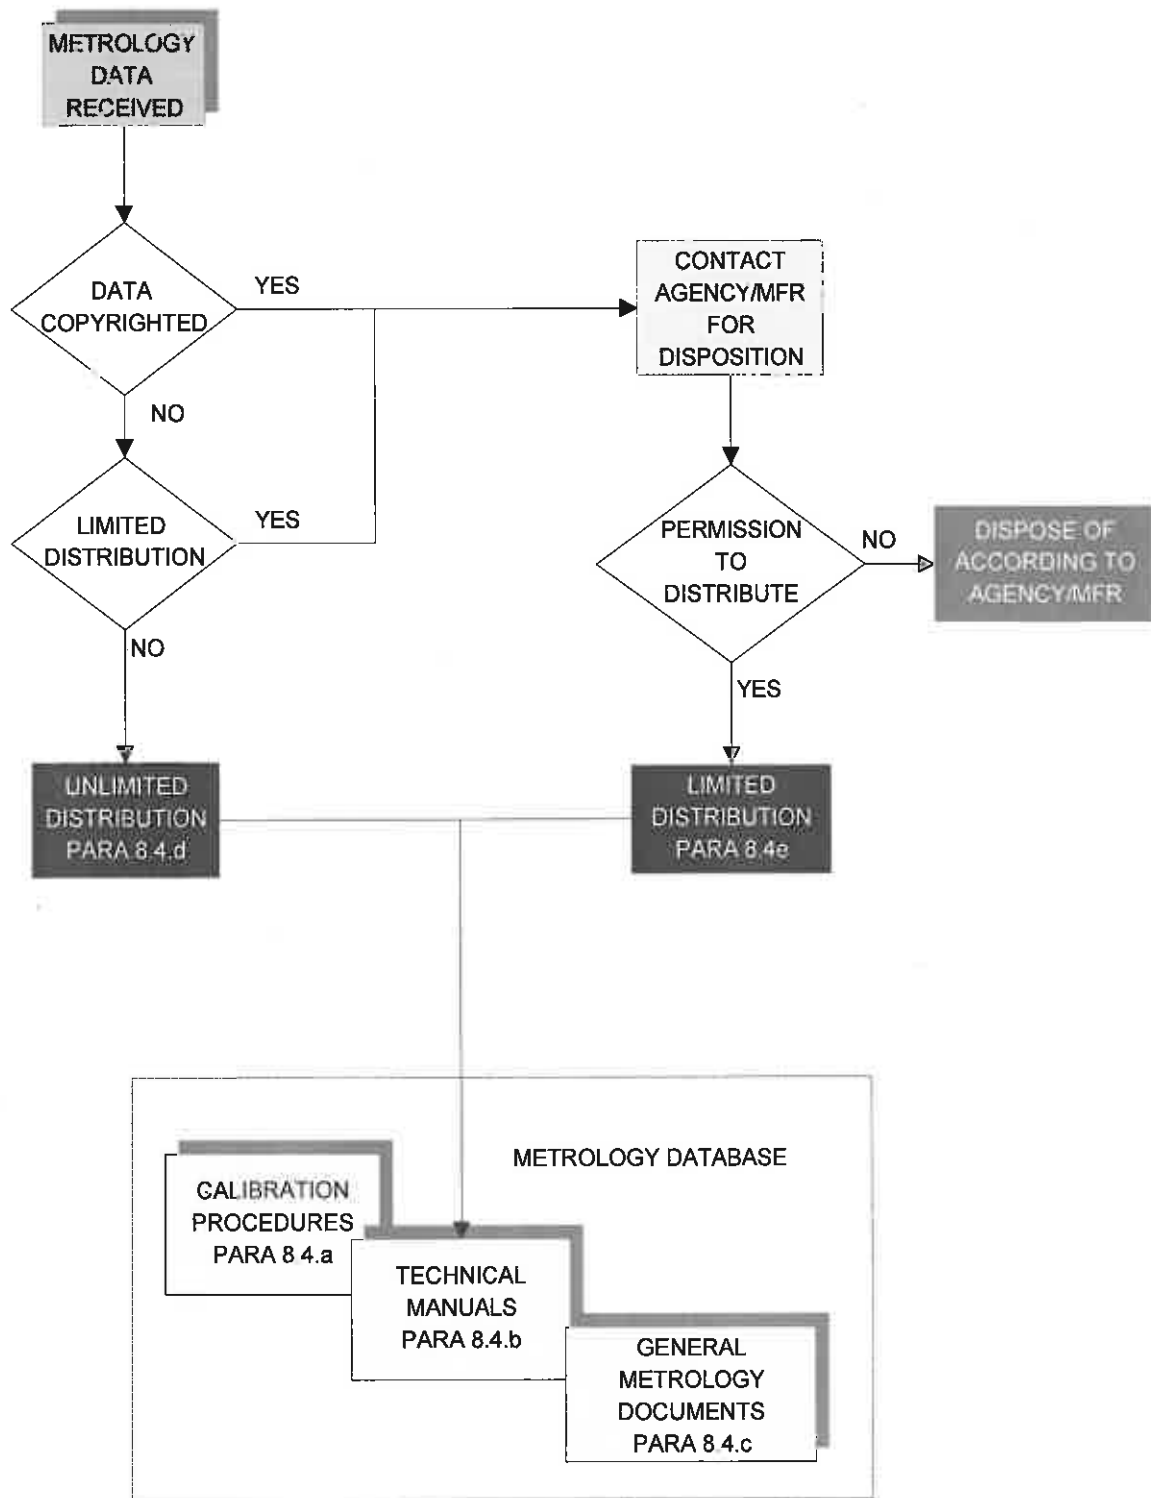 METROLOGY
DATA
RECEIVED
DATA
COPYRIGHTED
YES
NO
CONTACT
AGENCY/MFR
FOR
DISPOSITION
LIMITED
DISTRIBUTION
YES
NO
PERMISSION
TO
DISTRIBUTE
NO
YES
DISPOSE OF
ACCORDING TO
AGENCY/MFR
UNLIMITED
DISTRIBUTION
PARA 8.4.d
LIMITED
DISTRIBUTION
PARA 8.4e
METROLOGY DATABASE
CALIBRATION
PROCEDURES
PARA 8.4.a
TECHNICAL
MANUALS
PARA 8.4.b
GENERAL
METROLOGY
DOCUMENTS
PARA 8.4.c